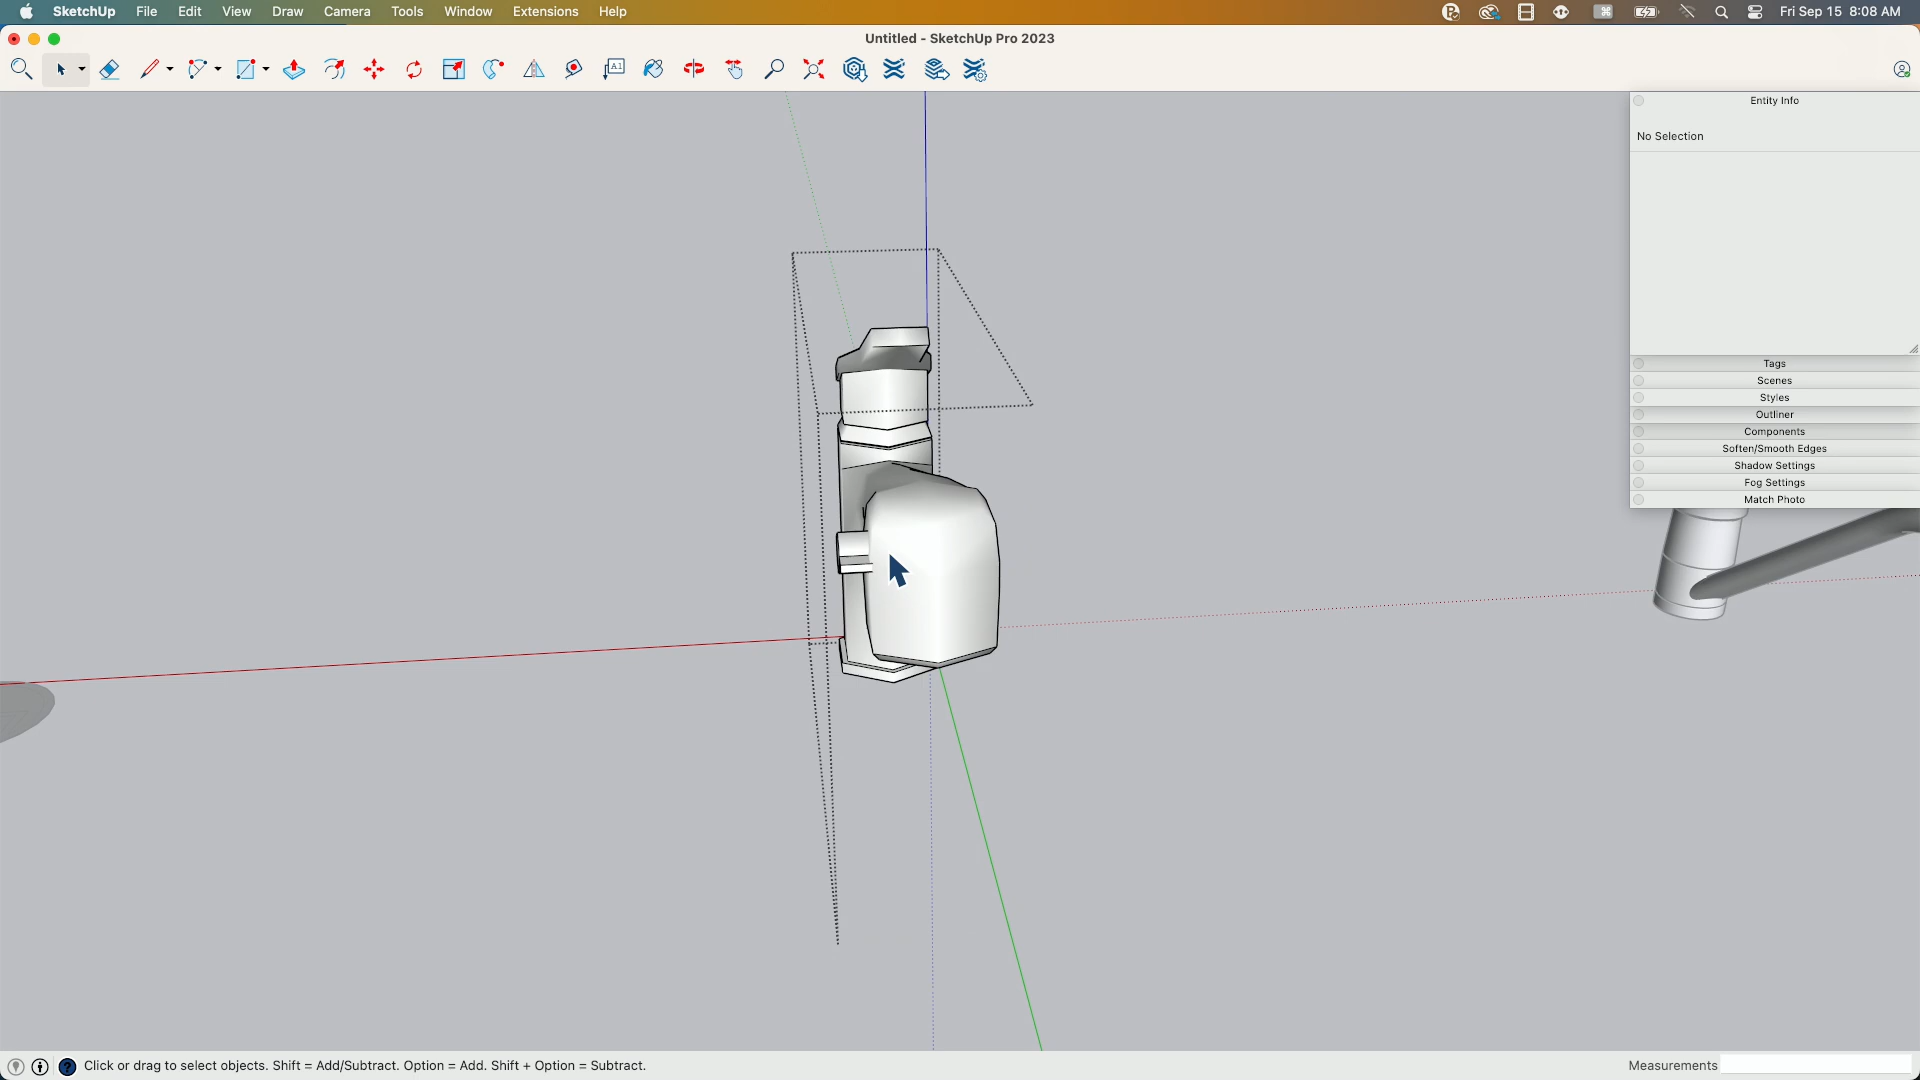 SketchUp File Edit View Draw Camera Tools Window Extensions Help Fri Sep 15 8:08 AM
Untitled - SketchUp Pro 2023
A1
Entity Info
No Selection
Tags
Scenes
Styles
Outliner
Components
Soften/Smooth Edges
Shadow Settings
Fog Settings
Match Photo
Click or drag to select objects. Shift = Add/Subtract. Option = Add. Shift + Option = Subtract. Measurements